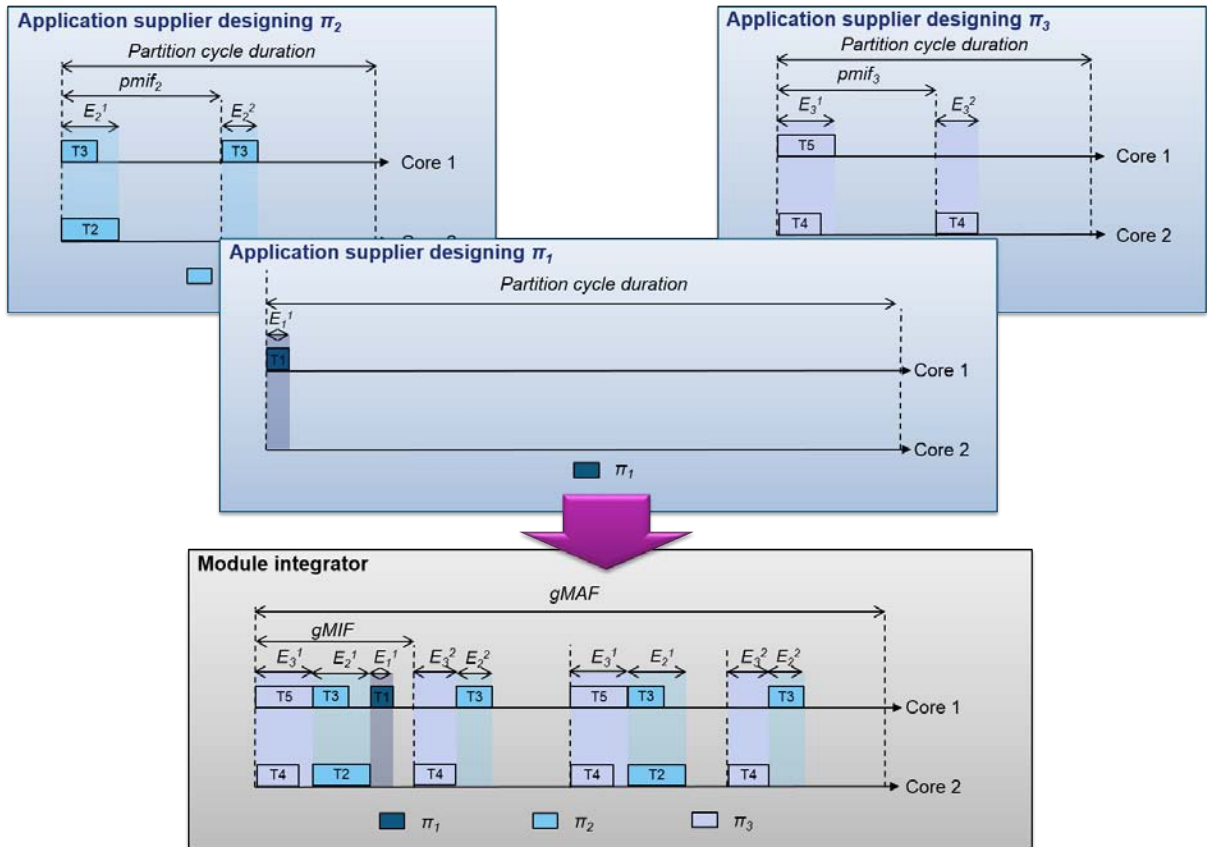 Application supplier designing π₂
Partition cycle duration
pmif₂
E₂¹ E₂²
T3 T3
Core 1
T2
Application supplier designing π₃
Partition cycle duration
pmif₃
E₃¹ E₃²
T5
Core 1
T4 T4
Core 2
Application supplier designing π₁
Partition cycle duration
E₁¹
T1
Core 1
Core 2
π₁
Module integrator
gMAF
gMIF
E₃¹ E₂¹ E₁¹ E₃² E₂² E₃¹ E₂¹ E₃² E₂²
T5 T3 T1 T3 T5 T3 T3
Core 1
T4 T2 T4 T4 T2 T4
Core 2
π₁ π₂ π₃